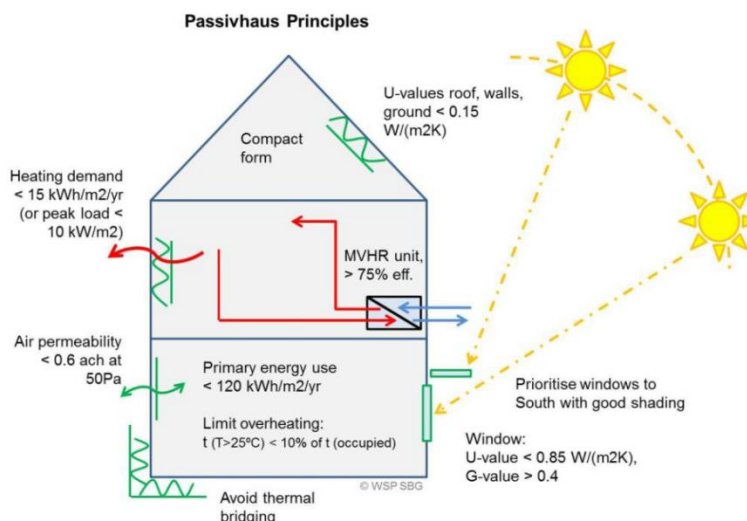 Passivhaus Principles
U-values roof, walls,
ground < 0.15
W/(m2K)
Compact
form
Heating demand
< 15 kWh/m2/yr
(or peak load <
10 kW/m2)
MVHR unit,
> 75% eff.
Air permeability
< 0.6 ach at
50Pa
Primary energy use
< 120 kWh/m2/yr
Limit overheating:
t (T>25ºC) < 10% of t (occupied)
Prioritise windows to
South with good shading
Window:
U-value < 0.85 W/(m2K),
G-value > 0.4
© WSP SBG
Avoid thermal
bridging